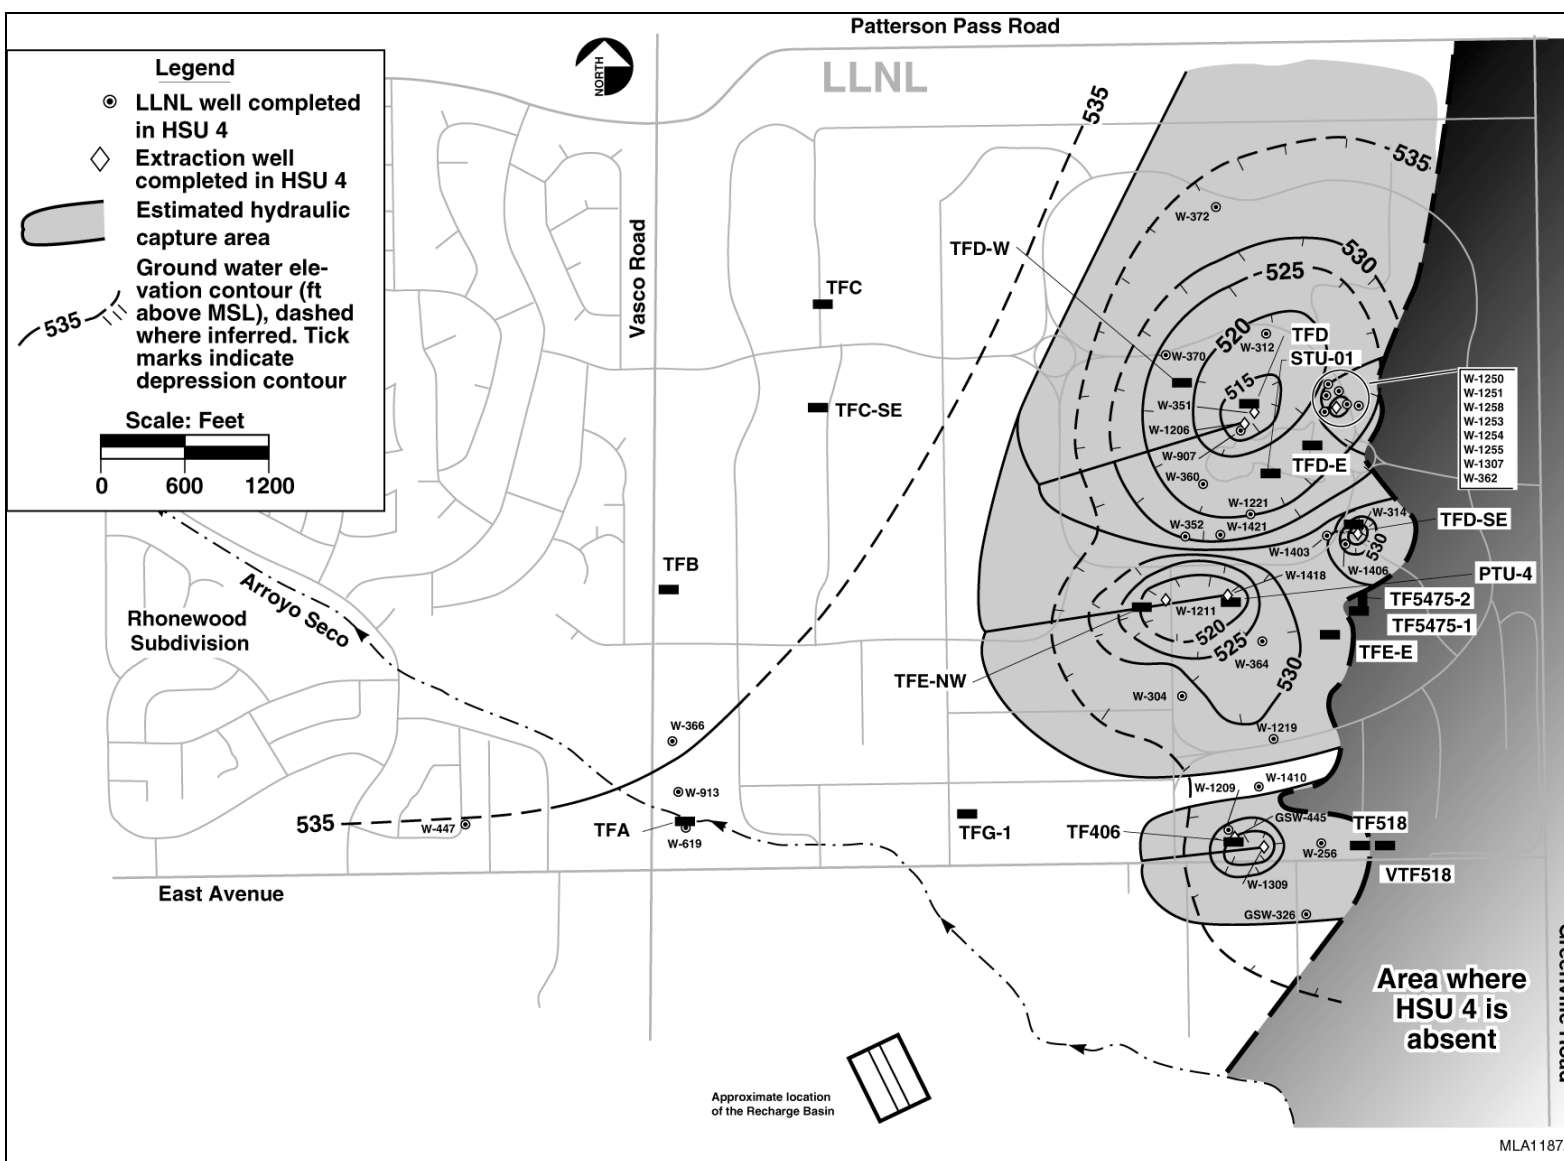 Patterson Pass Road
Legend
LLNL well completed
in HSU 4
Extraction well
completed in HSU 4
Estimated hydraulic
capture area
Ground water ele-
vation contour (ft
above MSL), dashed
where inferred. Tick
marks indicate
depression contour
535
Scale: Feet
0 600 1200
NORTH
LLNL
Vasco Road
535
535
W-372
TFD-W
530
525
TFC
520
W-312
TFD
STU-01
W-370
515
W-351
W-1206
W-907
W-360
TFC-SE
TFD-E
W-1250
W-1251
W-1258
W-1253
W-1254
W-1255
W-1307
W-362
W-1221
W-352
W-1421
W-314
TFD-SE
W-1403
530
W-1406
TFB
W-1418
PTU-4
TF5475-2
TF5475-1
W-1211
520
525
TFE-E
W-364
TFE-NW
530
W-304
W-1219
Arroyo Seco
Rhonewood
Subdivision
W-366
W-913
535
W-447
TFA
W-619
W-1410
W-1209
TFG-1
TF406
GSW-445
TF518
W-256
VTF518
W-1309
GSW-326
East Avenue
Area where
HSU 4 is
absent
Approximate location
of the Recharge Basin
MLA1187